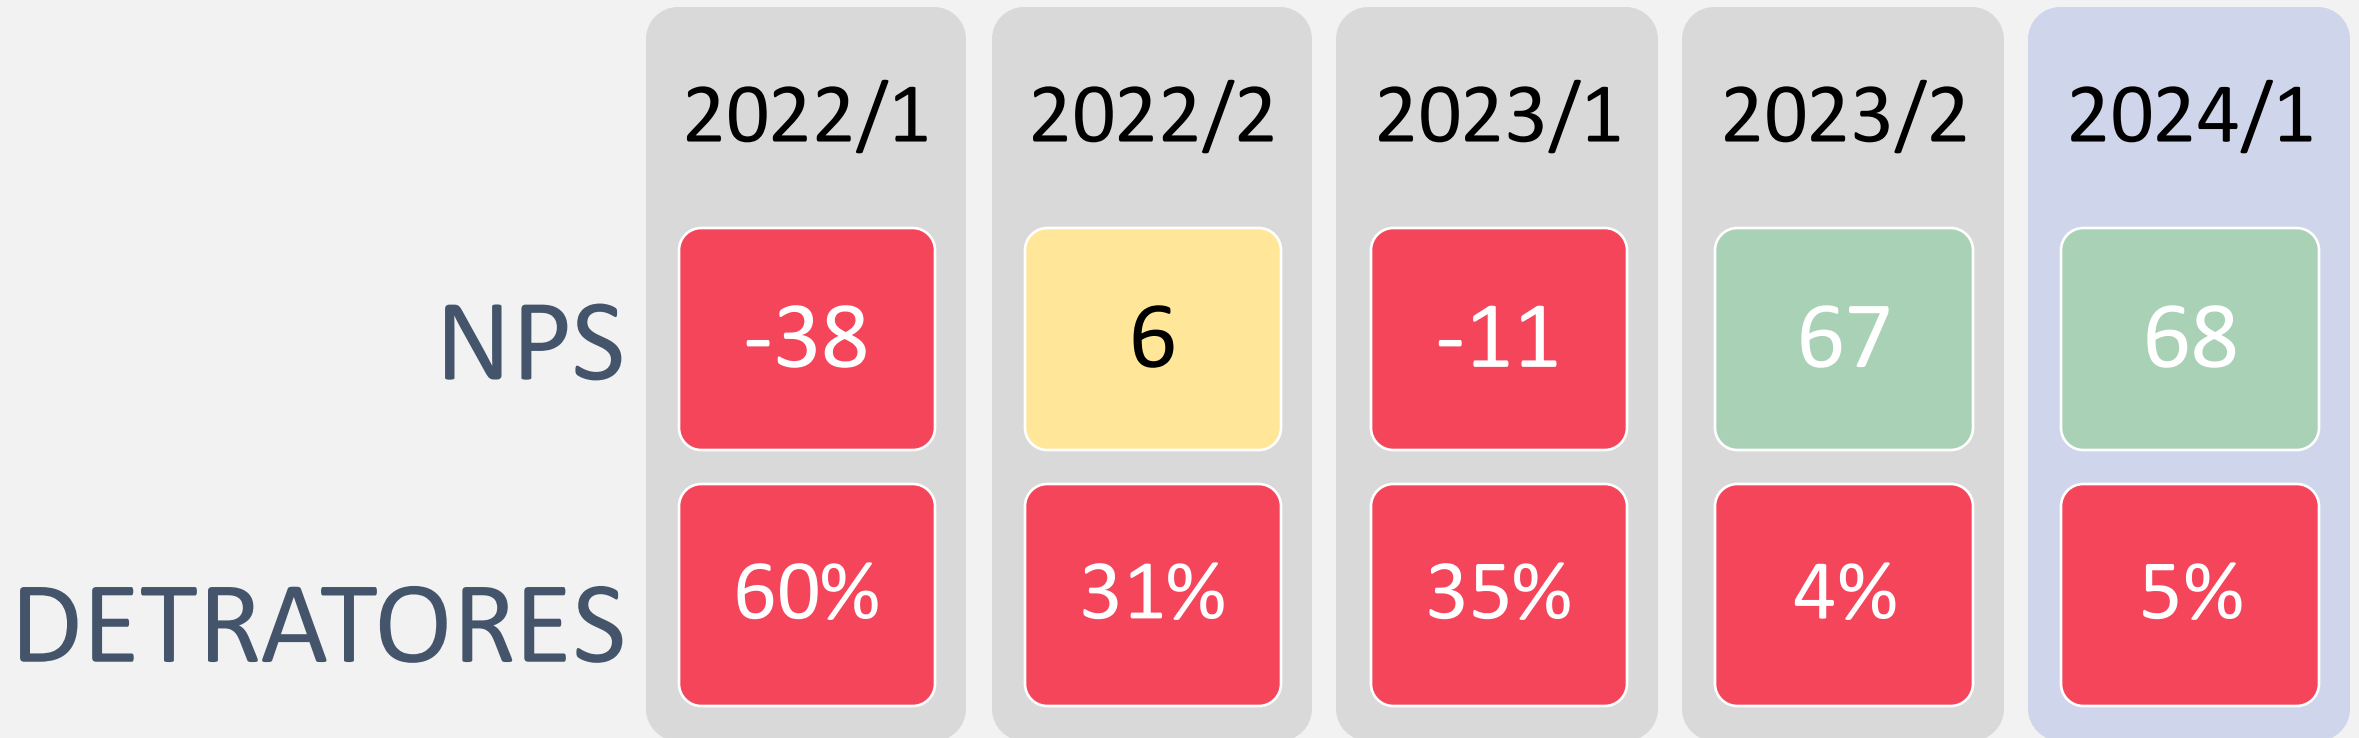 2022/1 2022/2 2023/1 2023/2 2024/1
NPS -38 6 -11 67 68
DETRATORES 60% 31% 35% 4% 5%